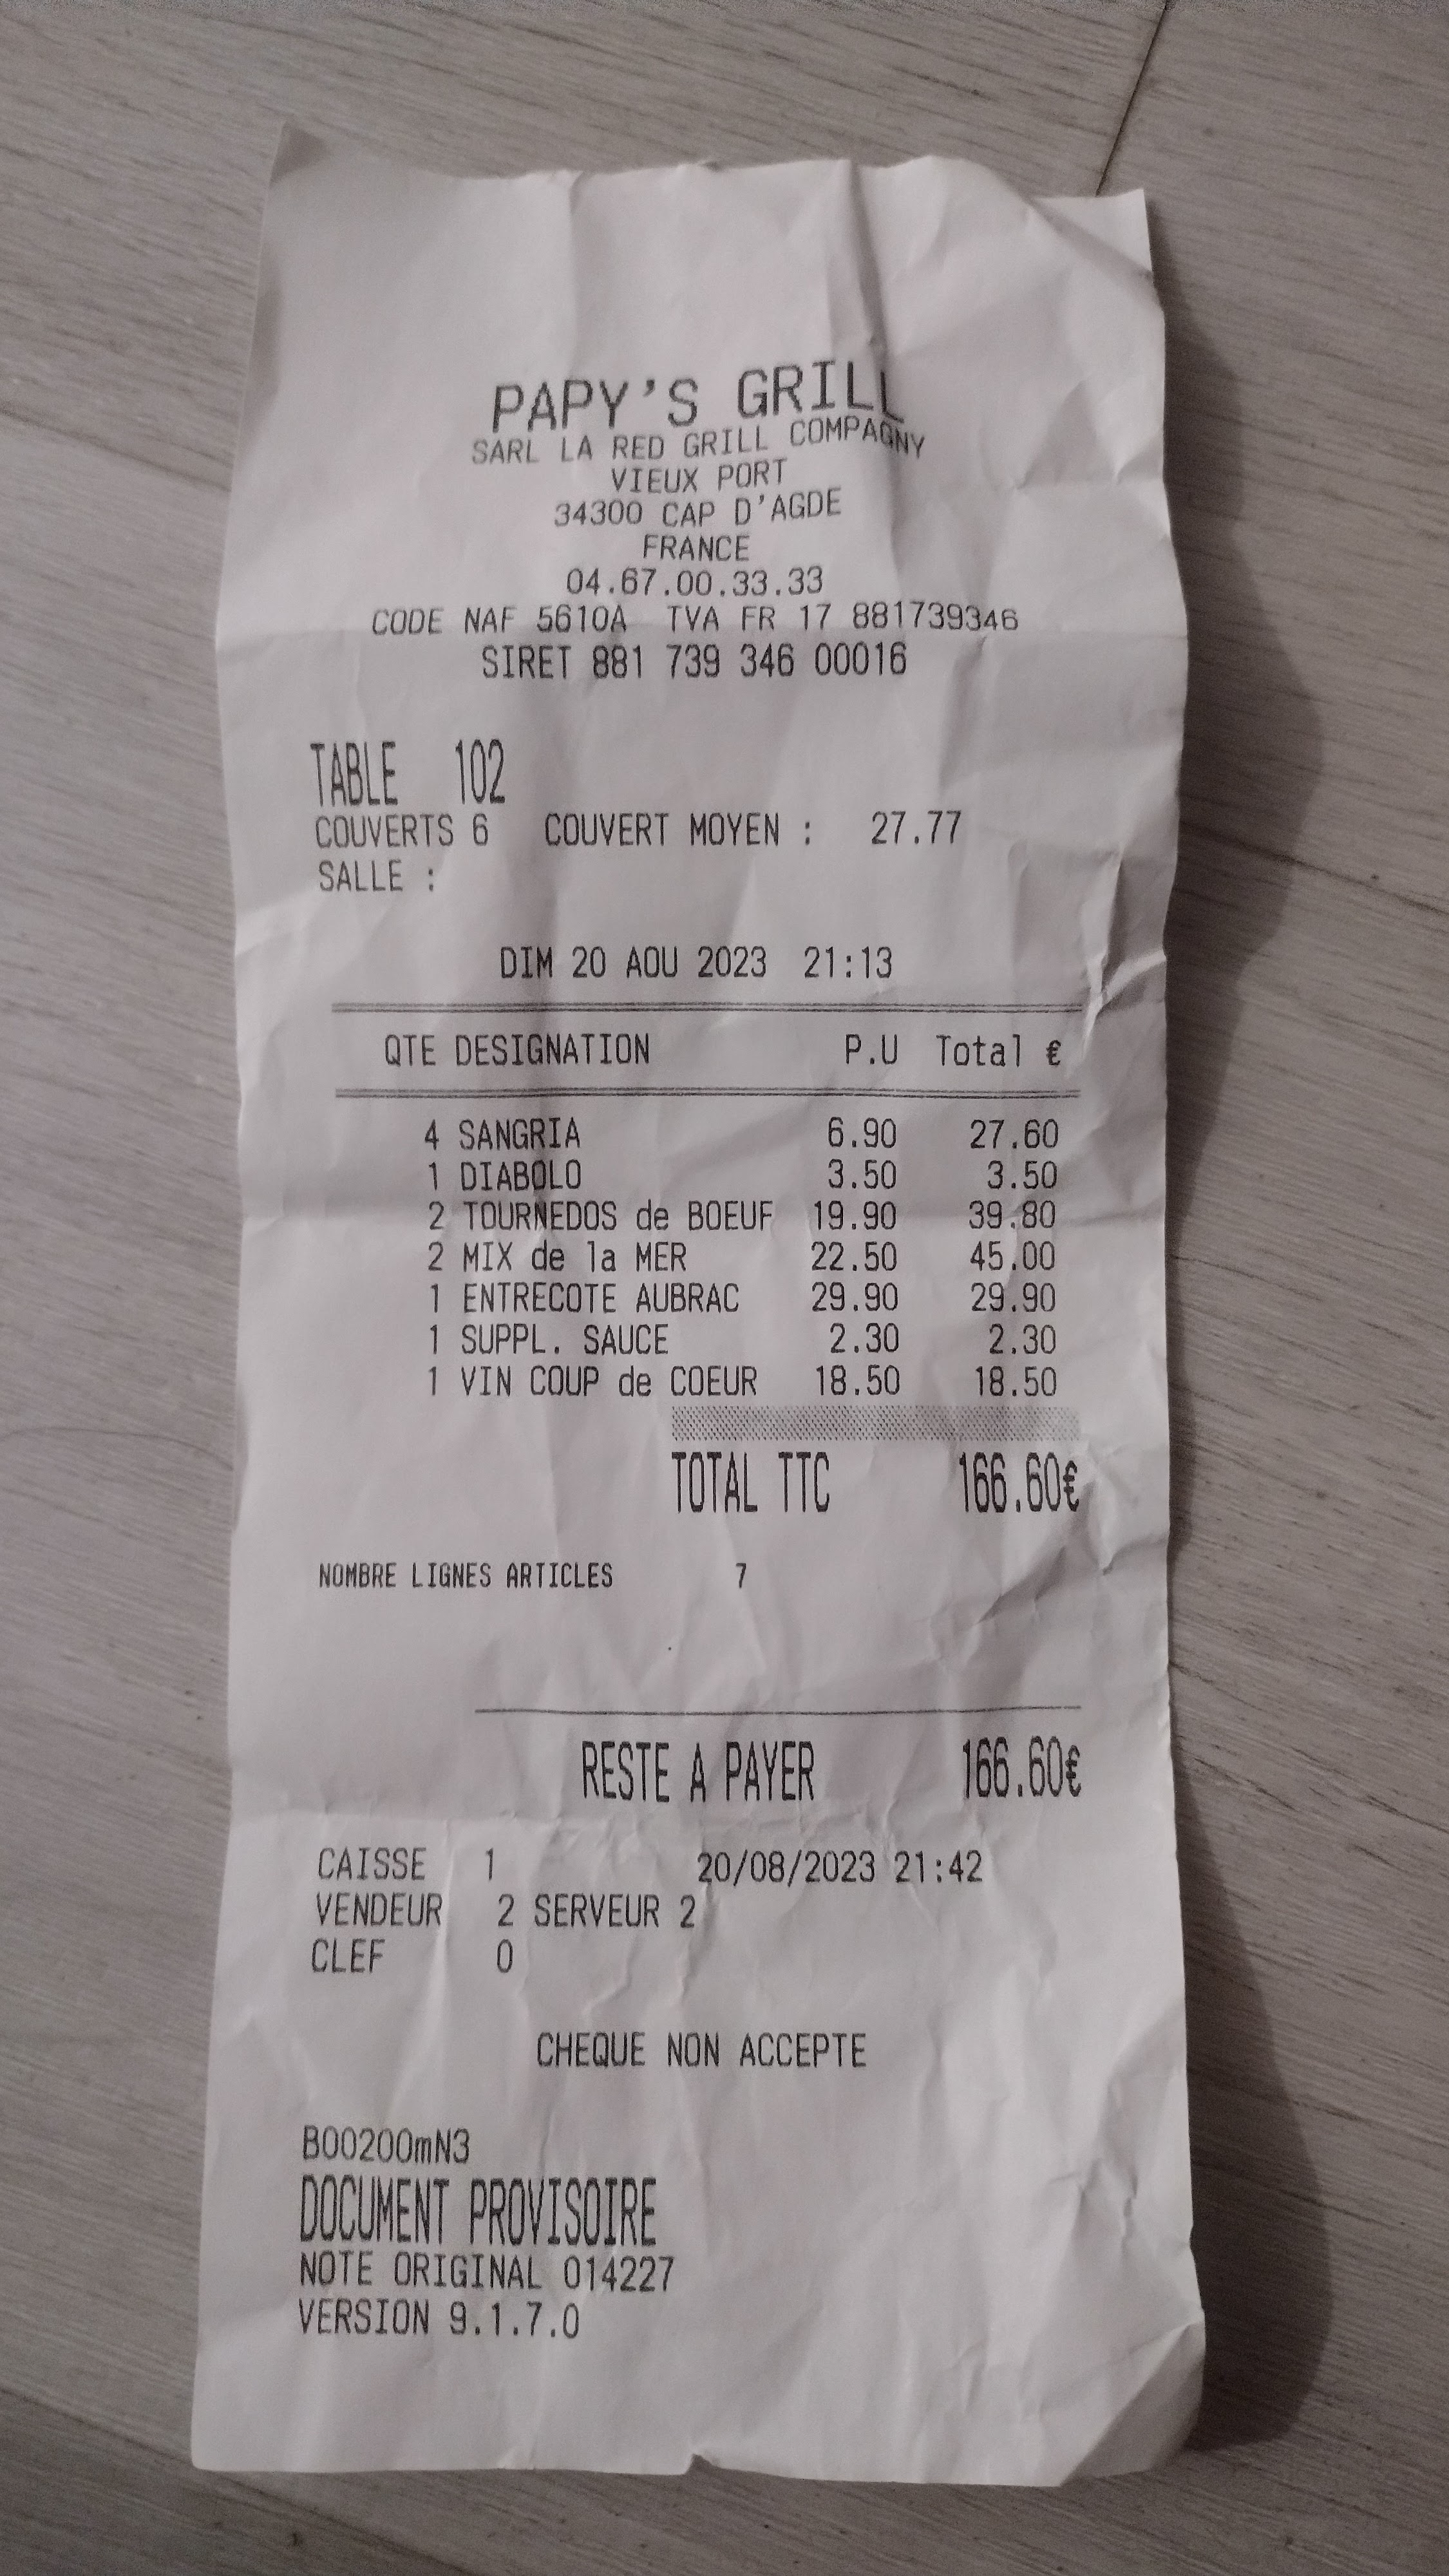 PAPY'S GRILL
SARL LA RED GRILL COMPAGNY
VIEUX PORT
34300 CAP D'AGDE
FRANCE
04.67.00.33.33
CODE NAF 5610A TVA FR 17 881739346
SIRET 881 739 346 00016
TABLE 102
COUVERTS 6 COUVERT MOYEN : 27.77
SALLE :
DIM 20 AOU 2023 21:13
QTE DESIGNATION P.U Total €
4 SANGRIA 6.90 27.60
1 DIABOLO 3.50 3.50
2 TOURNEDOS de BOEUF 19.90 39.80
2 MIX de la MER 22.50 45.00
1 ENTRECOTE AUBRAC 29.90 29.90
1 SUPPL. SAUCE 2.30 2.30
1 VIN COUP de COEUR 18.50 18.50
TOTAL TTC 166.60€
NOMBRE LIGNES ARTICLES 7
RESTE A PAYER 166.60€
CAISSE 1 20/08/2023 21:42
VENDEUR 2 SERVEUR 2
CLEF 0
CHEQUE NON ACCEPTE
B00200mN3
DOCUMENT PROVISOIRE
NOTE ORIGINAL 014227
VERSION 9.1.7.0